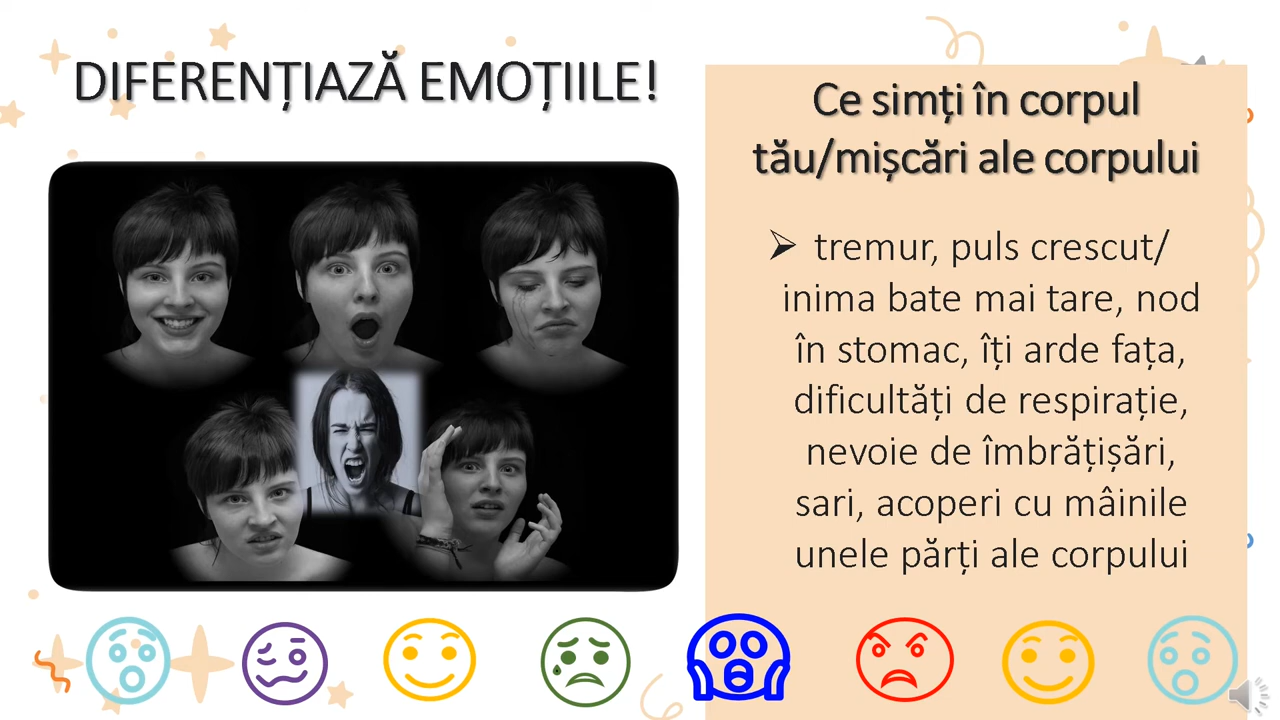 DIFERENȚIAZĂ EMOȚIILE!
Ce simți în corpul
tău/mișcări ale corpului
➢ tremur, puls crescut/
inima bate mai tare, nod
în stomac, îți arde fața,
dificultăți de respirație,
nevoie de îmbrățișări,
sari, acoperi cu mâinile
unele părți ale corpului